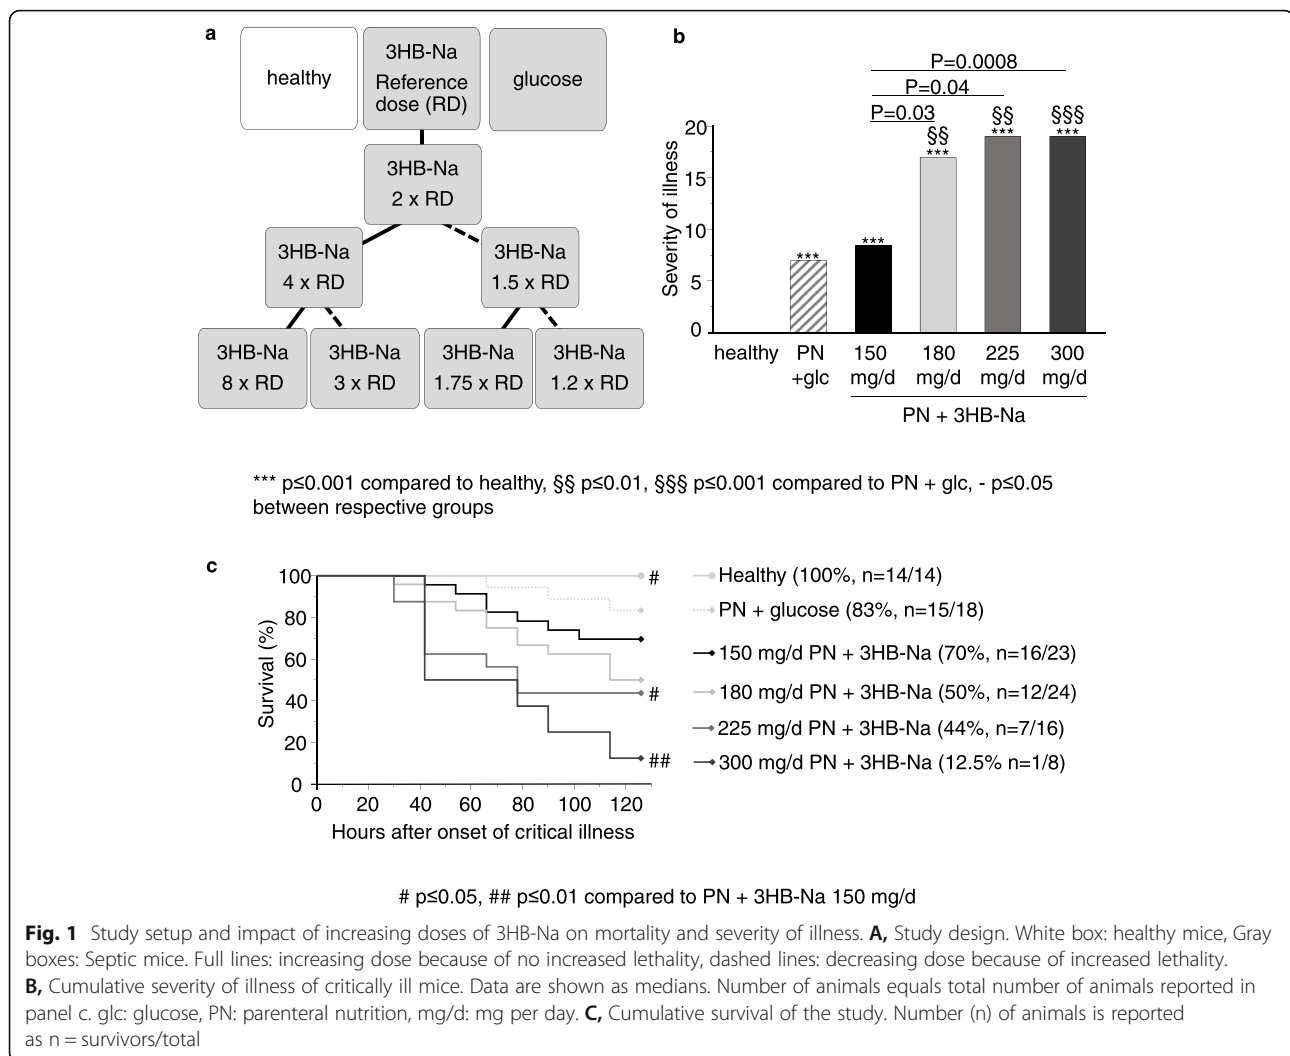 a
healthy
3HB-Na
Reference
dose (RD)
glucose
3HB-Na
2 x RD
3HB-Na
4 x RD
3HB-Na
1.5 x RD
3HB-Na
8 x RD
3HB-Na
3 x RD
3HB-Na
1.75 x RD
3HB-Na
1.2 x RD
b
P=0.0008
P=0.04
P=0.03
§§
§§§
§§
***
***
***
***
***
Severity of illness
20
15
10
5
0
healthy
PN
+glc
150
mg/d
180
mg/d
225
mg/d
300
mg/d
PN + 3HB-Na
*** p≤0.001 compared to healthy, §§ p≤0.01, §§§ p≤0.001 compared to PN + glc, - p≤0.05
between respective groups
c
Survival (%)
100
80
60
40
20
0
0 20 40 60 80 100 120
Hours after onset of critical illness
#
#
##
Healthy (100%, n=14/14)
PN + glucose (83%, n=15/18)
150 mg/d PN + 3HB-Na (70%, n=16/23)
180 mg/d PN + 3HB-Na (50%, n=12/24)
225 mg/d PN + 3HB-Na (44%, n=7/16)
300 mg/d PN + 3HB-Na (12.5% n=1/8)
# p≤0.05, ## p≤0.01 compared to PN + 3HB-Na 150 mg/d
Fig. 1 Study setup and impact of increasing doses of 3HB-Na on mortality and severity of illness. A, Study design. White box: healthy mice, Gray
boxes: Septic mice. Full lines: increasing dose because of no increased lethality, dashed lines: decreasing dose because of increased lethality.
B, Cumulative severity of illness of critically ill mice. Data are shown as medians. Number of animals equals total number of animals reported in
panel c. glc: glucose, PN: parenteral nutrition, mg/d: mg per day. C, Cumulative survival of the study. Number (n) of animals is reported
as n = survivors/total